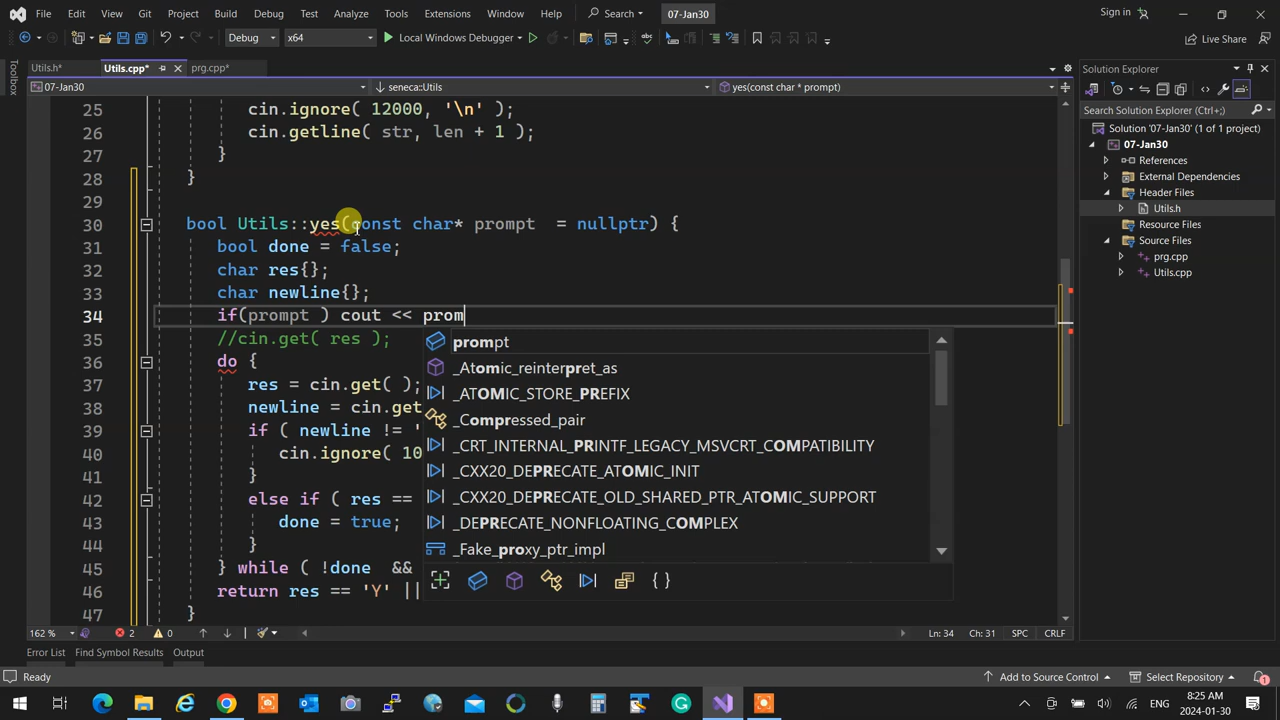 File Edit View Git Project Build Debug Test Analyze Tools Extensions Window Help Search 07-Jan30 Sign in
Debug x64 Local Windows Debugger Live Share
Utils.h* Utils.cpp* prg.cpp*
07-Jan30 seneca::Utils yes(const char* prompt)
Toolbox
25 cin.ignore( 12000, '\n' );
26 cin.getline( str, len + 1 );
27 }
28 }
29
30 bool Utils::yes(const char* prompt = nullptr) {
31 bool done = false;
32 char res{};
33 char newline{};
34 if(prompt ) cout << prom
35 //cin.get( res );
36 do {
37 res = cin.get( );
38 newline = cin.get
39 if ( newline != '
40 cin.ignore( 10
41 }
42 else if ( res ==
43 done = true;
44 }
45 } while ( !done &&
46 return res == 'Y' ||
47 }
prompt
_Atomic_reinterpret_as
_ATOMIC_STORE_PREFIX
_Compressed_pair
_CRT_INTERNAL_PRINTF_LEGACY_MSVCRT_COMPATIBILITY
_CXX20_DEPRECATE_ATOMIC_INIT
_CXX20_DEPRECATE_OLD_SHARED_PTR_ATOMIC_SUPPORT
_DEPRECATE_NONFLOATING_COMPLEX
_Fake_proxy_ptr_impl
Solution Explorer
Search Solution Explorer (Ctrl+;)
Solution '07-Jan30' (1 of 1 project)
07-Jan30
References
External Dependencies
Header Files
Utils.h
Resource Files
Source Files
prg.cpp
Utils.cpp
162 % 2 0 Ln: 34 Ch: 31 SPC CRLF
Error List Find Symbol Results Output
Ready Add to Source Control Select Repository 1
ENG 8:25 AM
2024-01-30